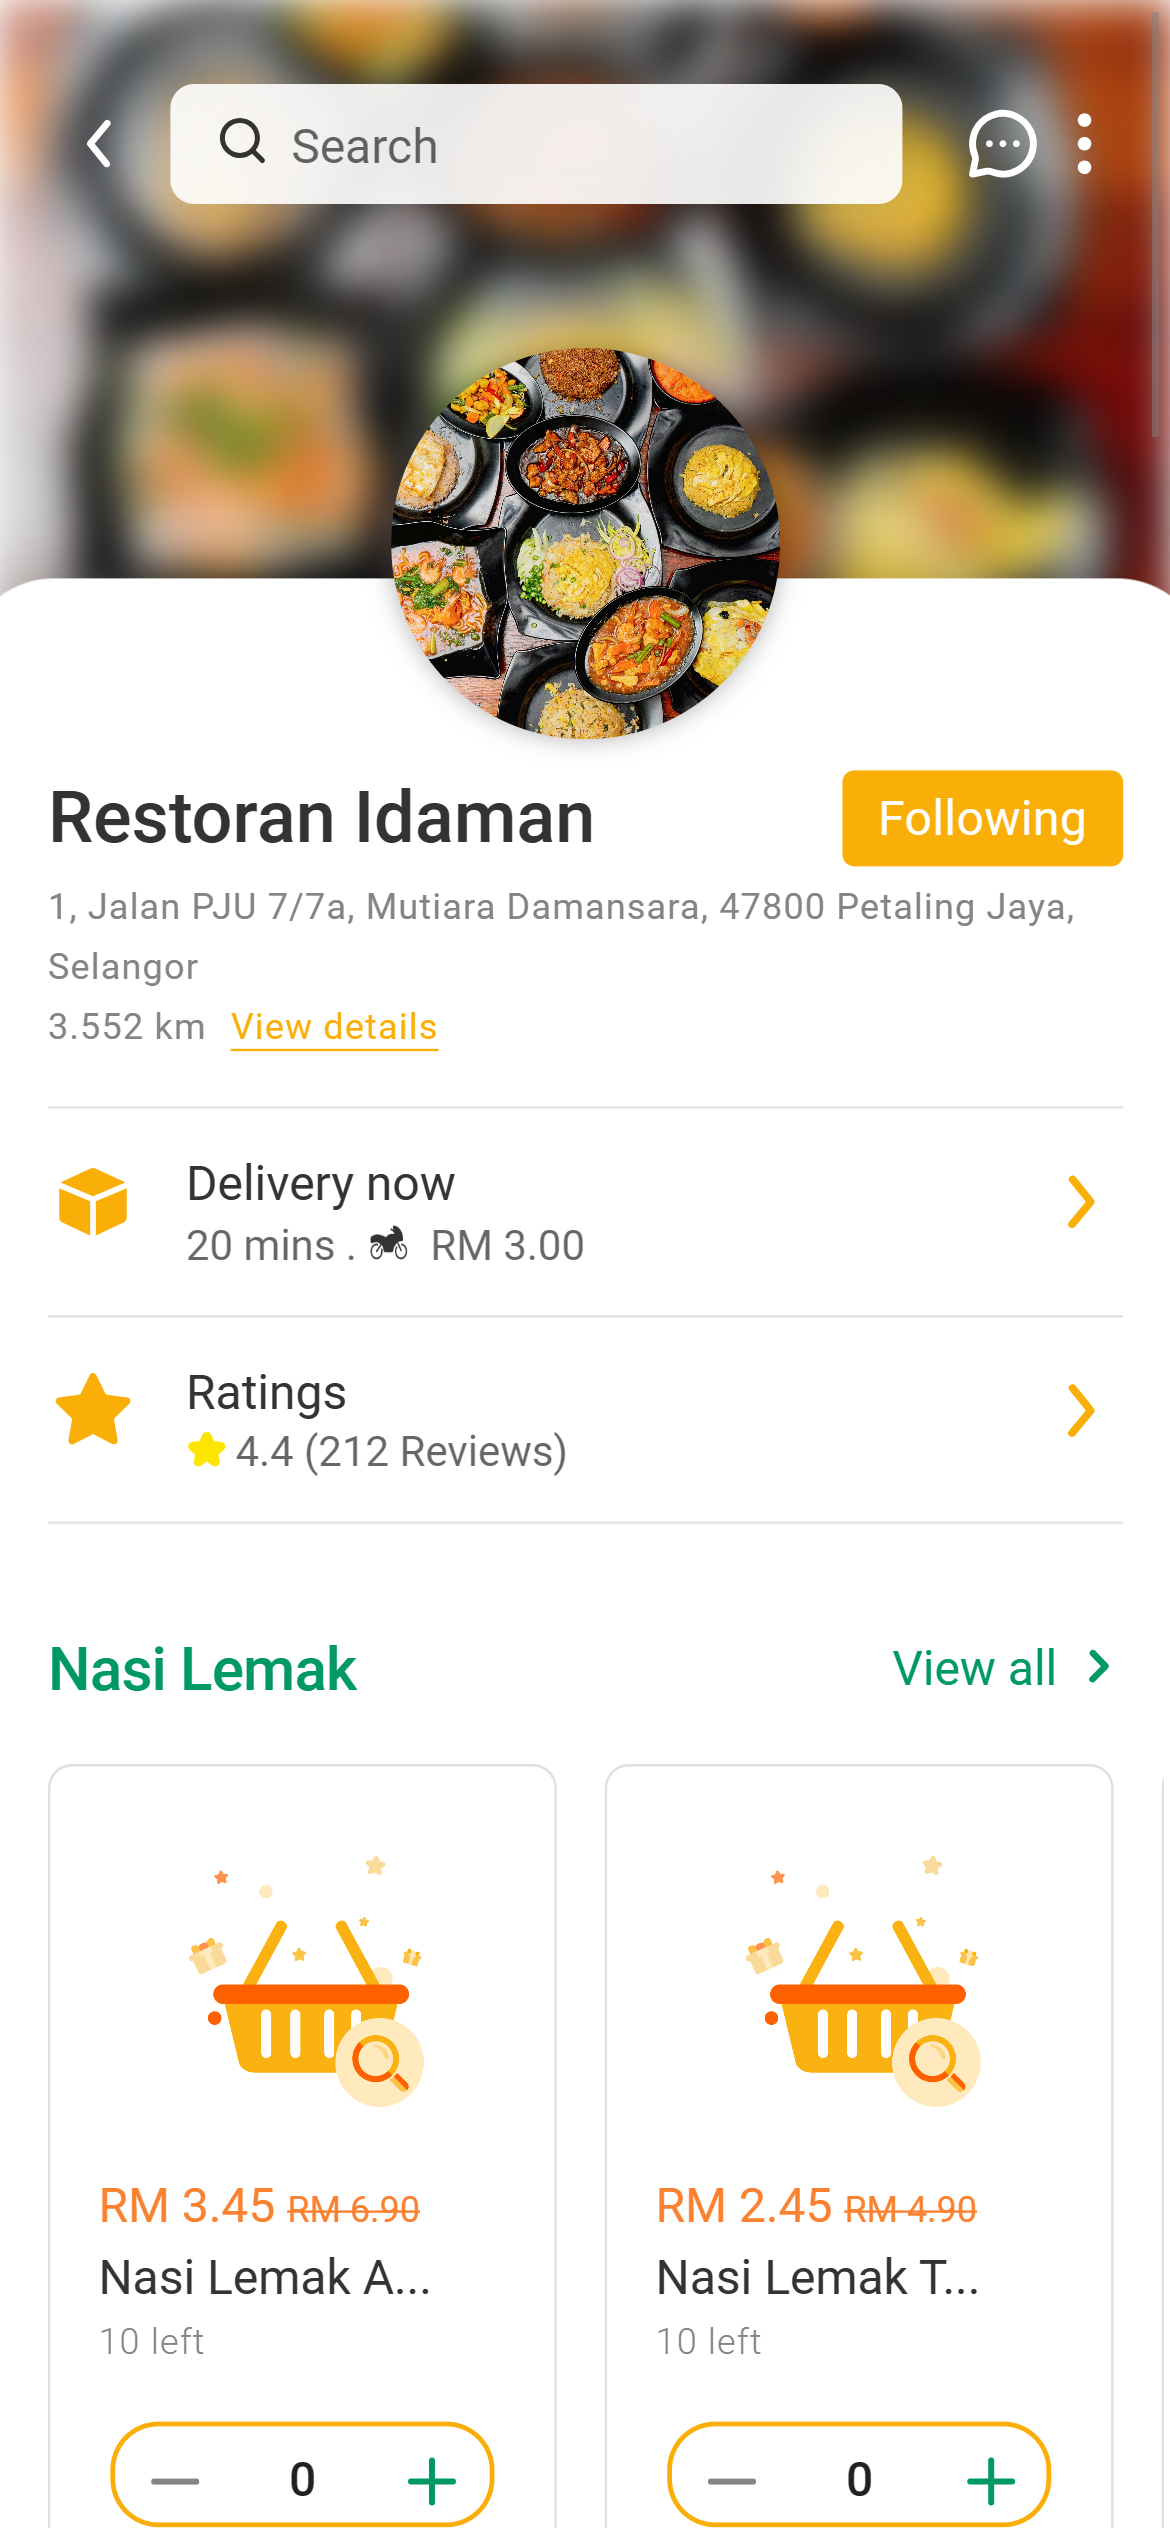 Search
Restoran Idaman
Following
1, Jalan PJU 7/7a, Mutiara Damansara, 47800 Petaling Jaya,
Selangor
3.552 km View details
Delivery now
20 mins . RM 3.00
Ratings
4.4 (212 Reviews)
Nasi Lemak
View all
RM 3.45 RM 6.90
Nasi Lemak A...
10 left
0
RM 2.45 RM 4.90
Nasi Lemak T...
10 left
0